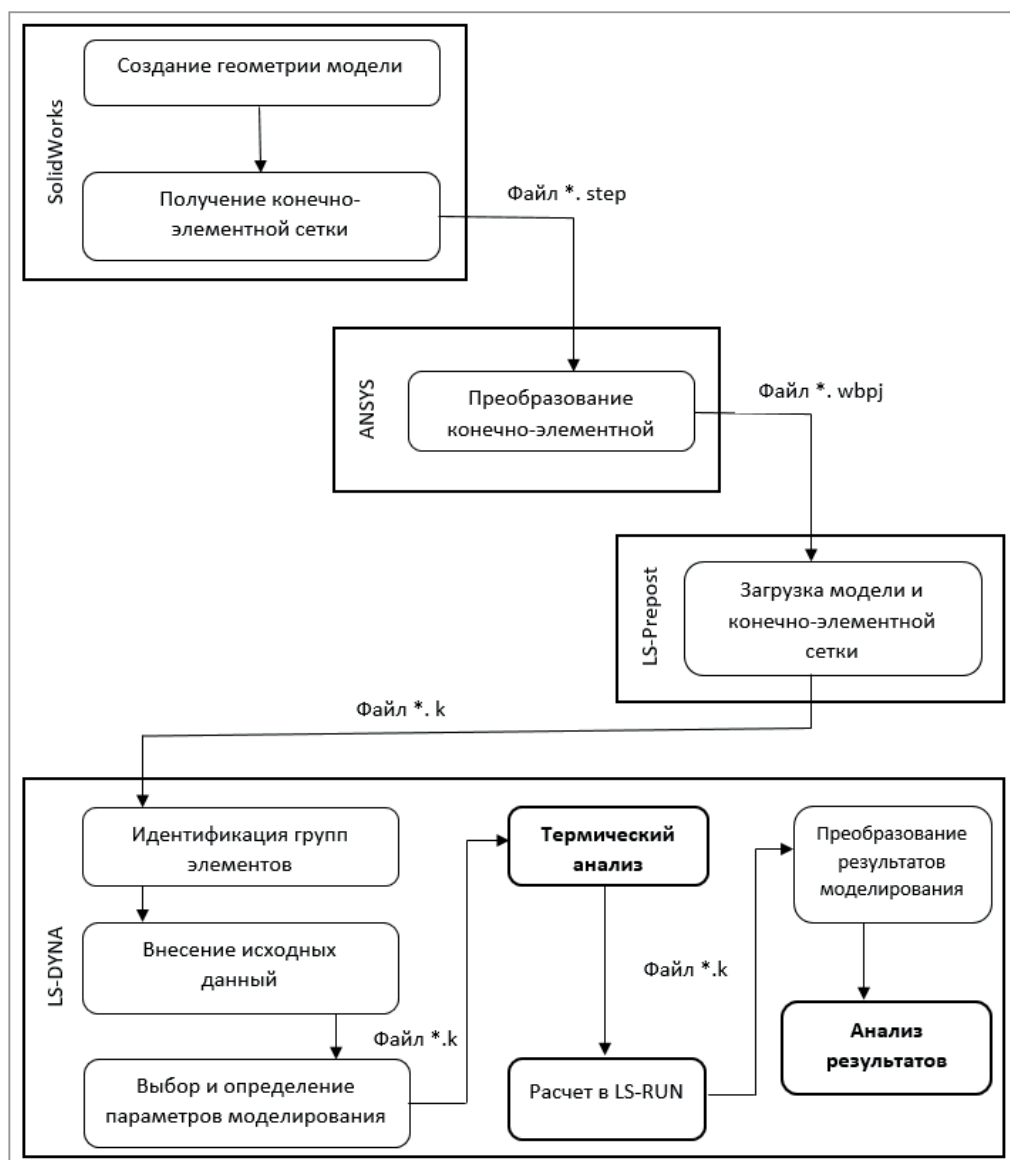 SolidWorks
Создание геометрии модели
Получение конечно-
элементной сетки
Файл *. step
ANSYS
Преобразование
конечно-элементной
Файл *. wbpj
LS-Prepost
Загрузка модели и
конечно-элементной
сетки
Файл *. k
LS-DYNA
Идентификация групп
элементов
Внесение исходных
данный
Выбор и определение
параметров моделирования
Файл *.k
Термический
анализ
Расчет в LS-RUN
Файл *.k
Преобразование
результатов
моделирования
Анализ
результатов